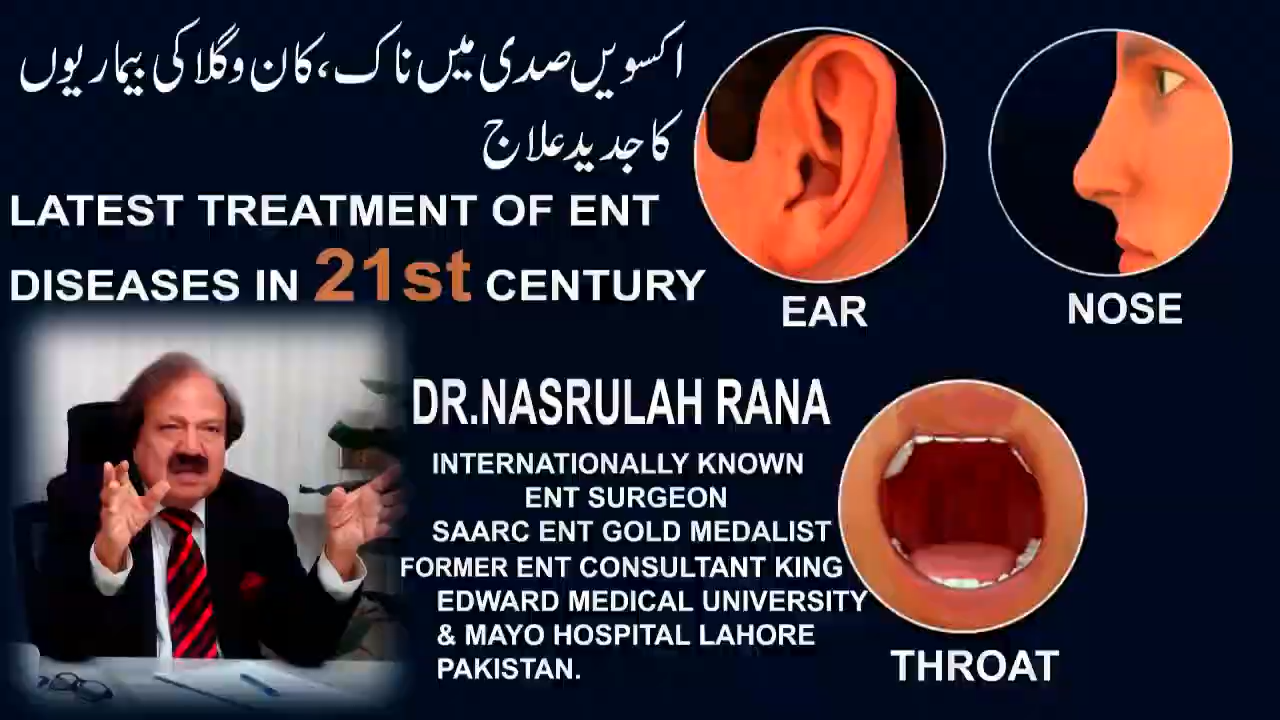 اکسویں صدی میں ناک، کان و گلا کی بیماریوں
کا جدید علاج
LATEST TREATMENT OF ENT
DISEASES IN 21st CENTURY
EAR
NOSE
DR.NASRULAH RANA
INTERNATIONALLY KNOWN
ENT SURGEON
SAARC ENT GOLD MEDALIST
FORMER ENT CONSULTANT KING
EDWARD MEDICAL UNIVERSITY
& MAYO HOSPITAL LAHORE
PAKISTAN.
THROAT